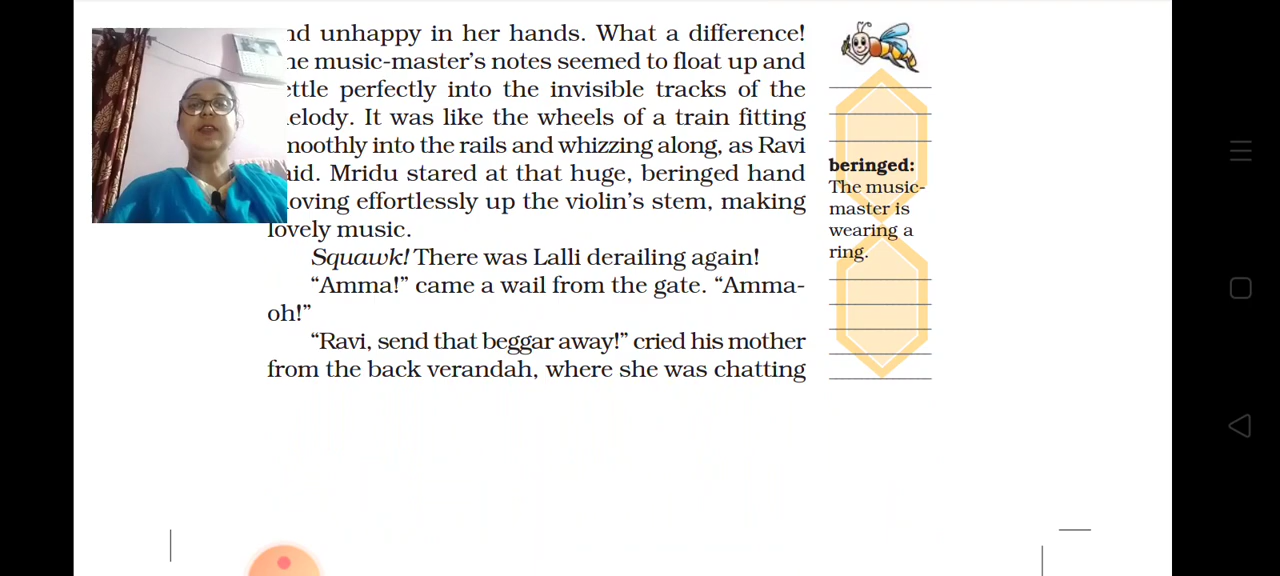 nd unhappy in her hands. What a difference!
he music-master's notes seemed to float up and
ettle perfectly into the invisible tracks of the
elody. It was like the wheels of a train fitting
moothly into the rails and whizzing along, as Ravi
aid. Mridu stared at that huge, beringed hand
oving effortlessly up the violin's stem, making
lovely music.
Squawk! There was Lalli derailing again!
“Amma!” came a wail from the gate. “Amma-
oh!”
“Ravi, send that beggar away!” cried his mother
from the back verandah, where she was chatting
beringed:
The music-
master is
wearing a
ring.